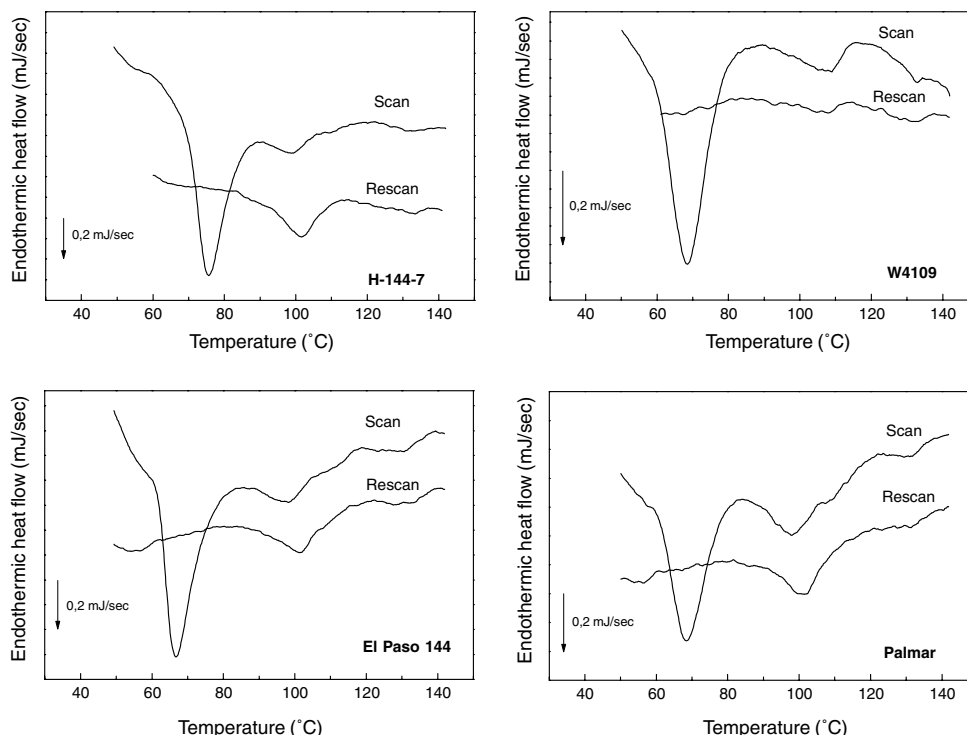 Endothermic heat flow (mJ/sec)
Scan
Rescan
0,2 mJ/sec
H-144-7
40 60 80 100 120 140
Temperature (˚C)
Endothermic heat flow (mJ/sec)
Scan
Rescan
0,2 mJ/sec
W4109
40 60 80 100 120 140
Temperature (˚C)
Endothermic heat flow (mJ/sec)
Scan
Rescan
0,2 mJ/sec
El Paso 144
40 60 80 100 120 140
Temperature (˚C)
Endothermic heat flow (mJ/sec)
Scan
Rescan
0,2 mJ/sec
Palmar
40 60 80 100 120 140
Temperature (˚C)